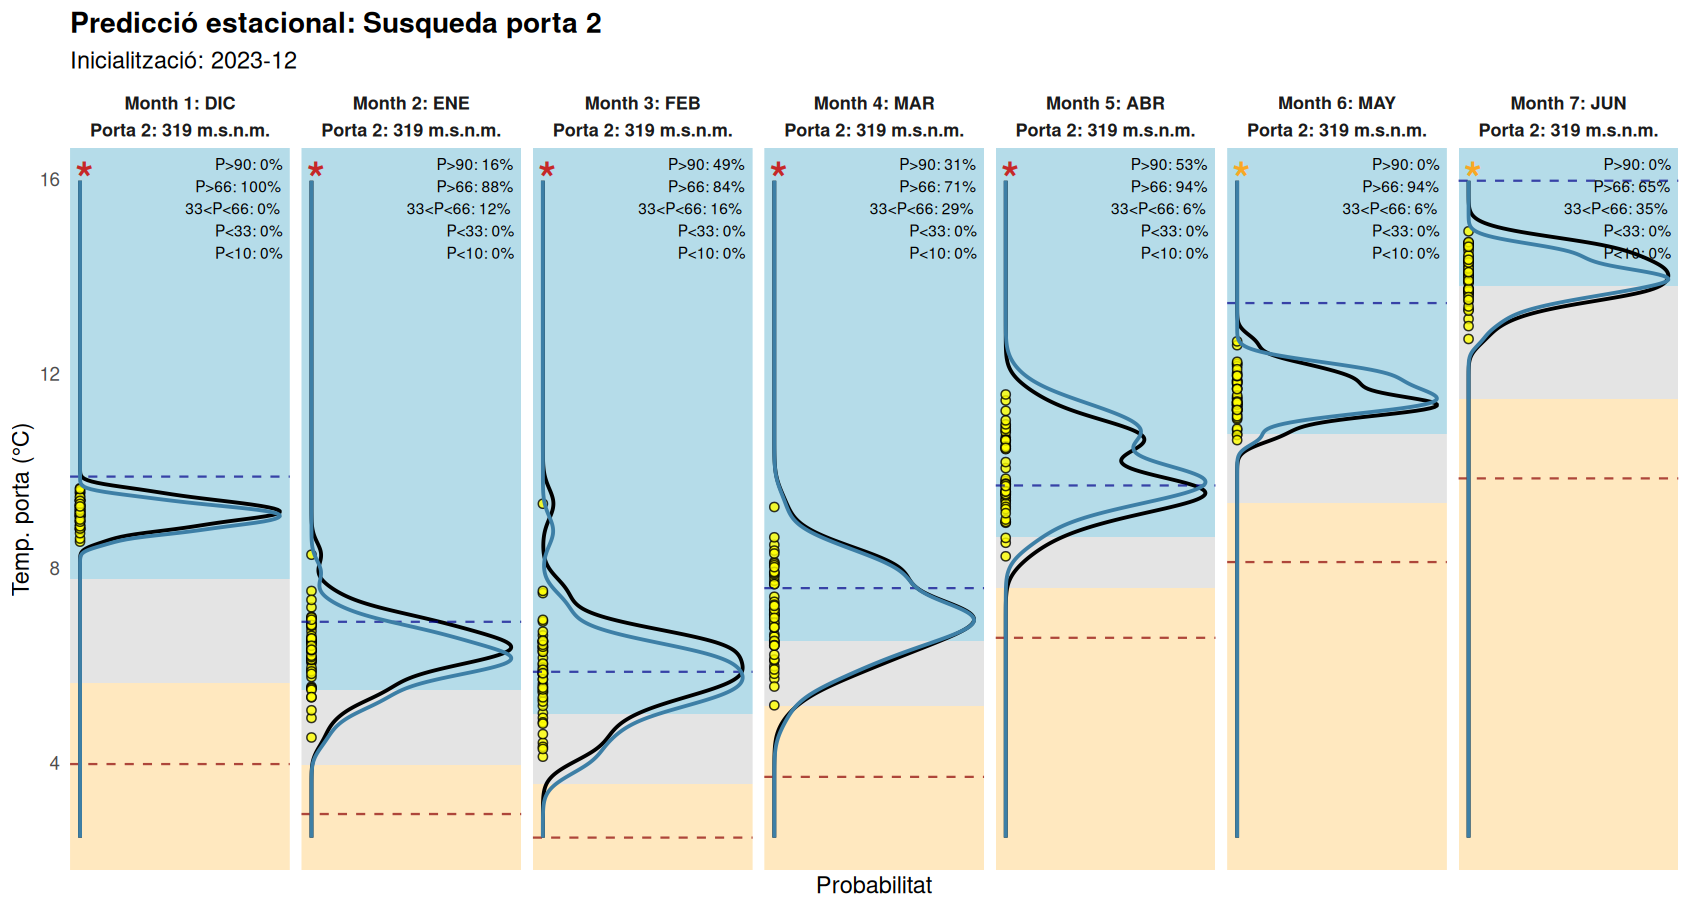 Predicció estacional: Susqueda porta 2
Inicialització: 2023-12
Month 1: DIC
Porta 2: 319 m.s.n.m.
Month 2: ENE
Porta 2: 319 m.s.n.m.
Month 3: FEB
Porta 2: 319 m.s.n.m.
Month 4: MAR
Porta 2: 319 m.s.n.m.
Month 5: ABR
Porta 2: 319 m.s.n.m.
Month 6: MAY
Porta 2: 319 m.s.n.m.
Month 7: JUN
Porta 2: 319 m.s.n.m.
*
P>90: 0%
P>66: 100%
33<P<66: 0%
P<33: 0%
P<10: 0%
*
P>90: 16%
P>66: 88%
33<P<66: 12%
P<33: 0%
P<10: 0%
*
P>90: 49%
P>66: 84%
33<P<66: 16%
P<33: 0%
P<10: 0%
*
P>90: 31%
P>66: 71%
33<P<66: 29%
P<33: 0%
P<10: 0%
*
P>90: 53%
P>66: 94%
33<P<66: 6%
P<33: 0%
P<10: 0%
*
P>90: 0%
P>66: 94%
33<P<66: 6%
P<33: 0%
P<10: 0%
*
P>90: 0%
P>66: 65%
33<P<66: 35%
P<33: 0%
P<10: 0%
16
12
8
4
Temp. porta (°C)
Probabilitat